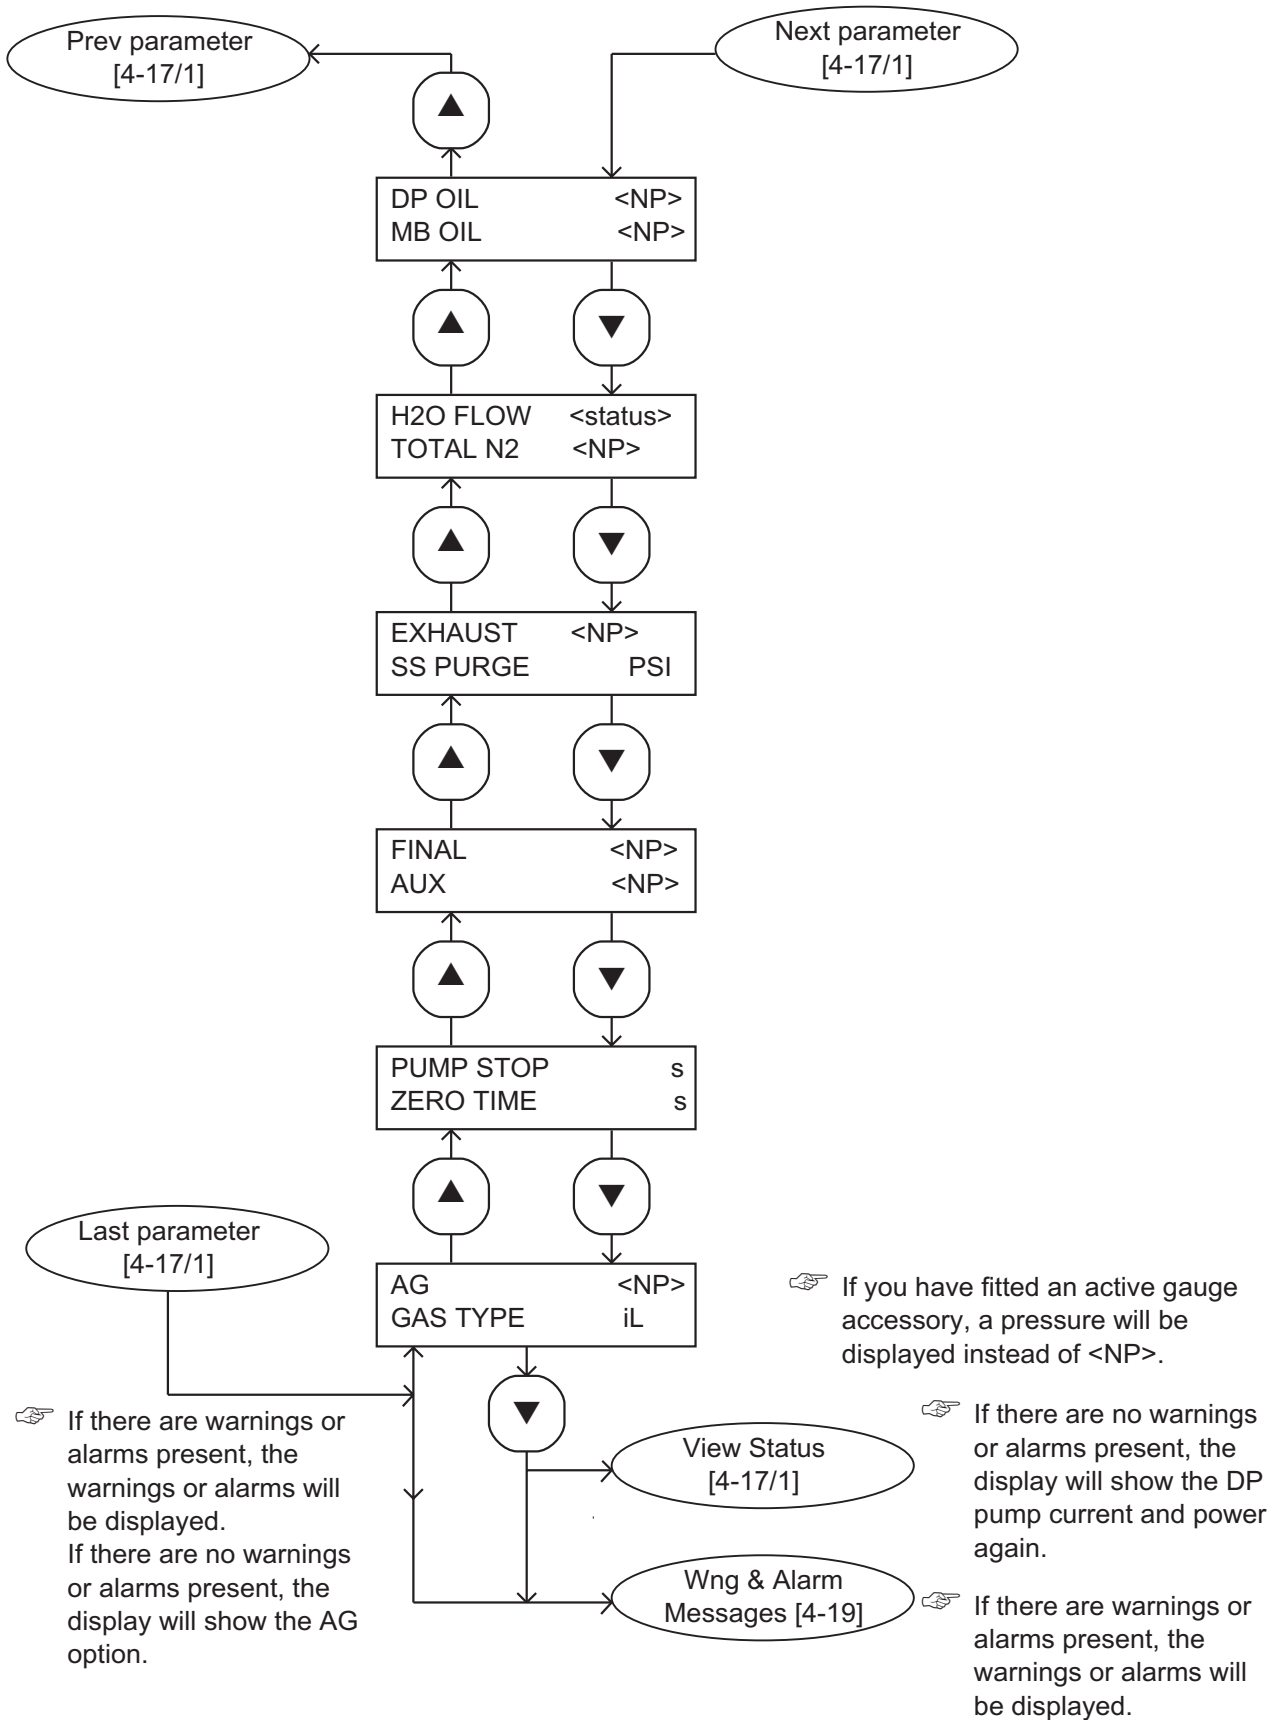 Prev parameter
[4-17/1]
Next parameter
[4-17/1]
▲
DP OIL <NP>
MB OIL <NP>
▲ ▼
H2O FLOW <status>
TOTAL N2 <NP>
▲ ▼
EXHAUST <NP>
SS PURGE PSI
▲ ▼
FINAL <NP>
AUX <NP>
▲ ▼
PUMP STOP s
ZERO TIME s
▲ ▼
Last parameter
[4-17/1]
AG <NP>
GAS TYPE iL
☞ If you have fitted an active gauge
accessory, a pressure will be
displayed instead of <NP>.
▼
☞ If there are warnings or
alarms present, the
warnings or alarms will
be displayed.
If there are no warnings
or alarms present, the
display will show the AG
option.
View Status
[4-17/1]
☞ If there are no warnings
or alarms present, the
display will show the DP
pump current and power
again.
Wng & Alarm
Messages [4-19]
☞ If there are warnings or
alarms present, the
warnings or alarms will
be displayed.